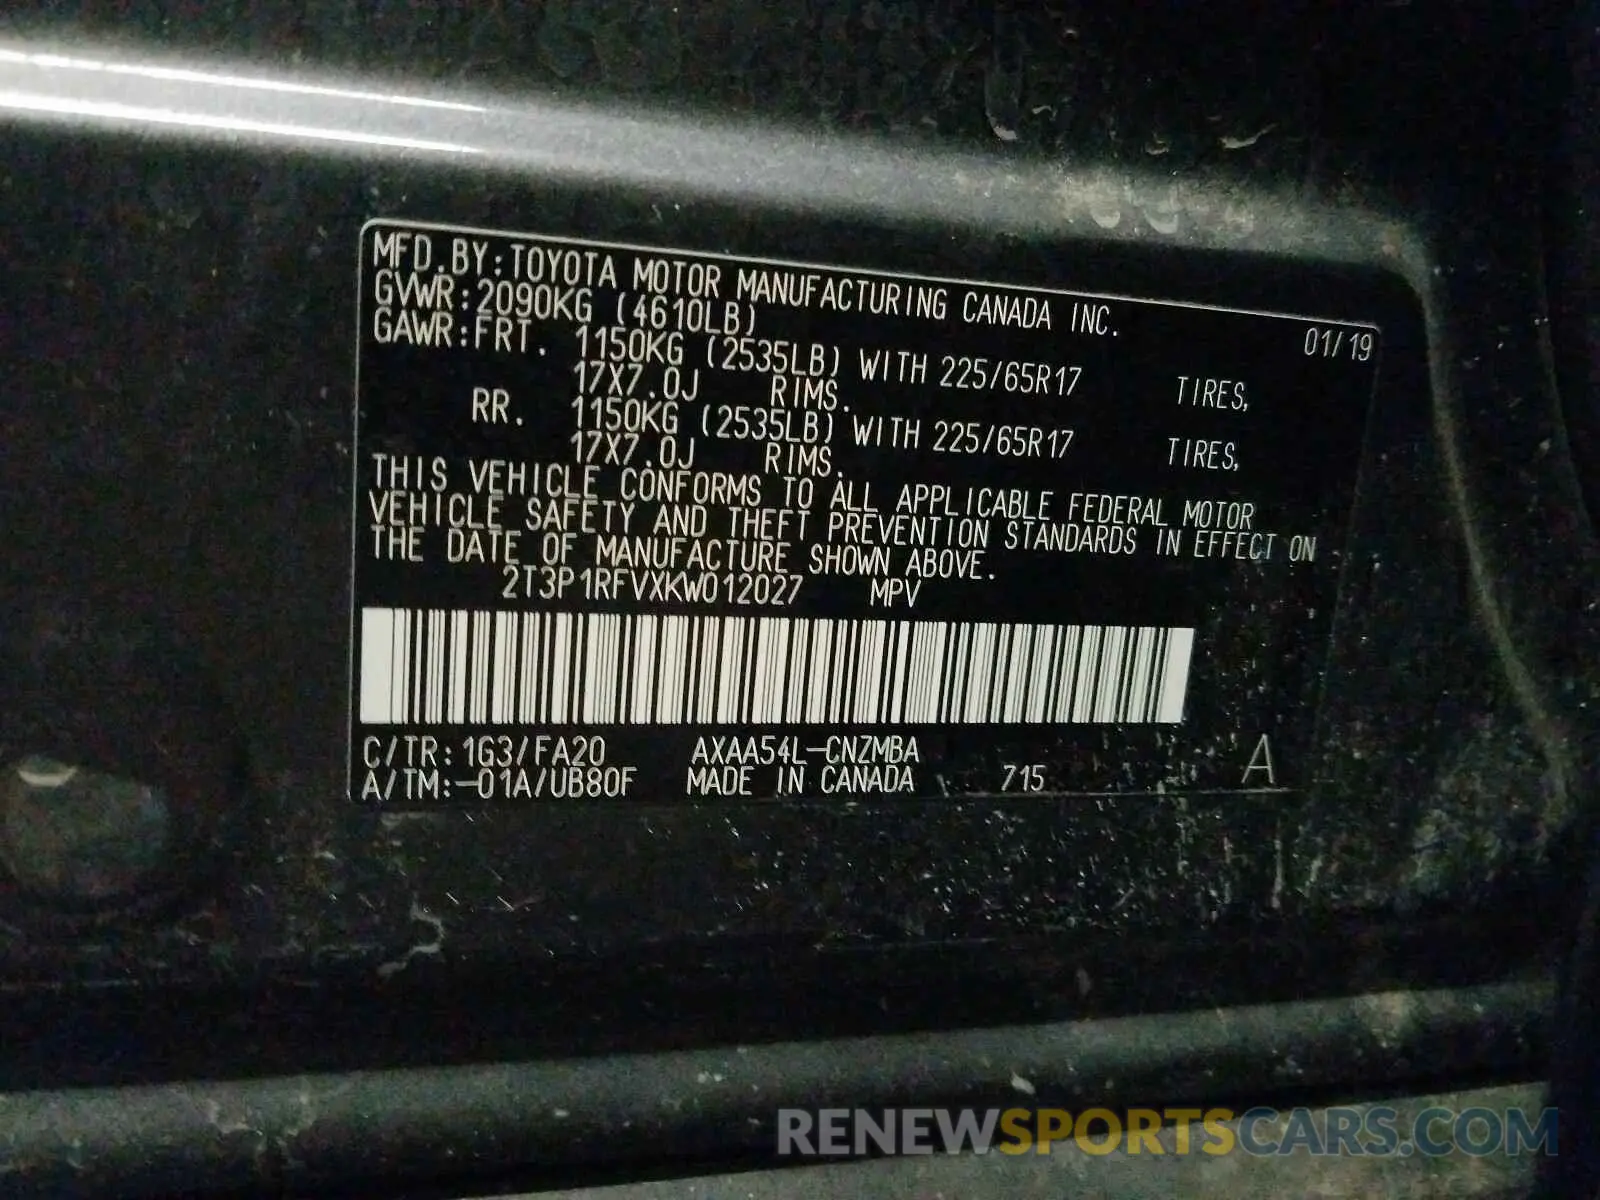 MFD.BY:TOYOTA MOTOR MANUFACTURING CANADA INC.
GVWR:2090KG (4610LB) 01/19
GAWR:FRT. 1150KG (2535LB) WITH 225/65R17 TIRES,
17X7.0J RIMS.
RR. 1150KG (2535LB) WITH 225/65R17 TIRES,
17X7.0J RIMS.
THIS VEHICLE CONFORMS TO ALL APPLICABLE FEDERAL MOTOR
VEHICLE SAFETY AND THEFT PREVENTION STANDARDS IN EFFECT ON
THE DATE OF MANUFACTURE SHOWN ABOVE.
2T3P1RFVXKW012027 MPV
C/TR:1G3/FA20 AXAA54L-CNZMBA
A/TM:-01A/UB80F MADE IN CANADA 715 A
RENEWSPORTSCARS.COM